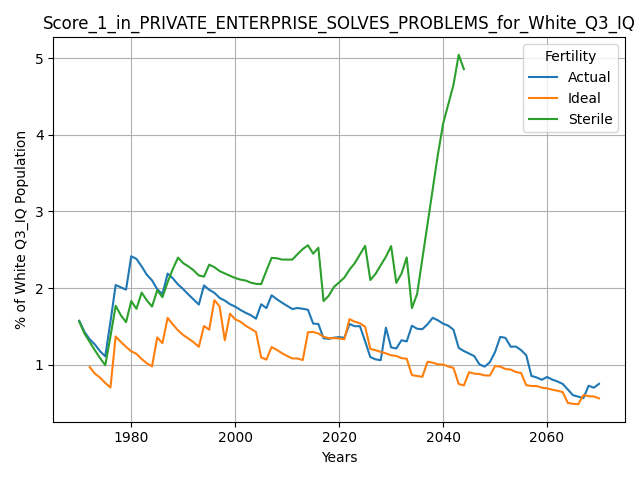 Score_1_in_PRIVATE_ENTERPRISE_SOLVES_PROBLEMS_for_White_Q3_IQ
Fertility
Actual
Ideal
Sterile
% of White Q3_IQ Population
5
4
3
2
1
1980 2000 2020 2040 2060
Years